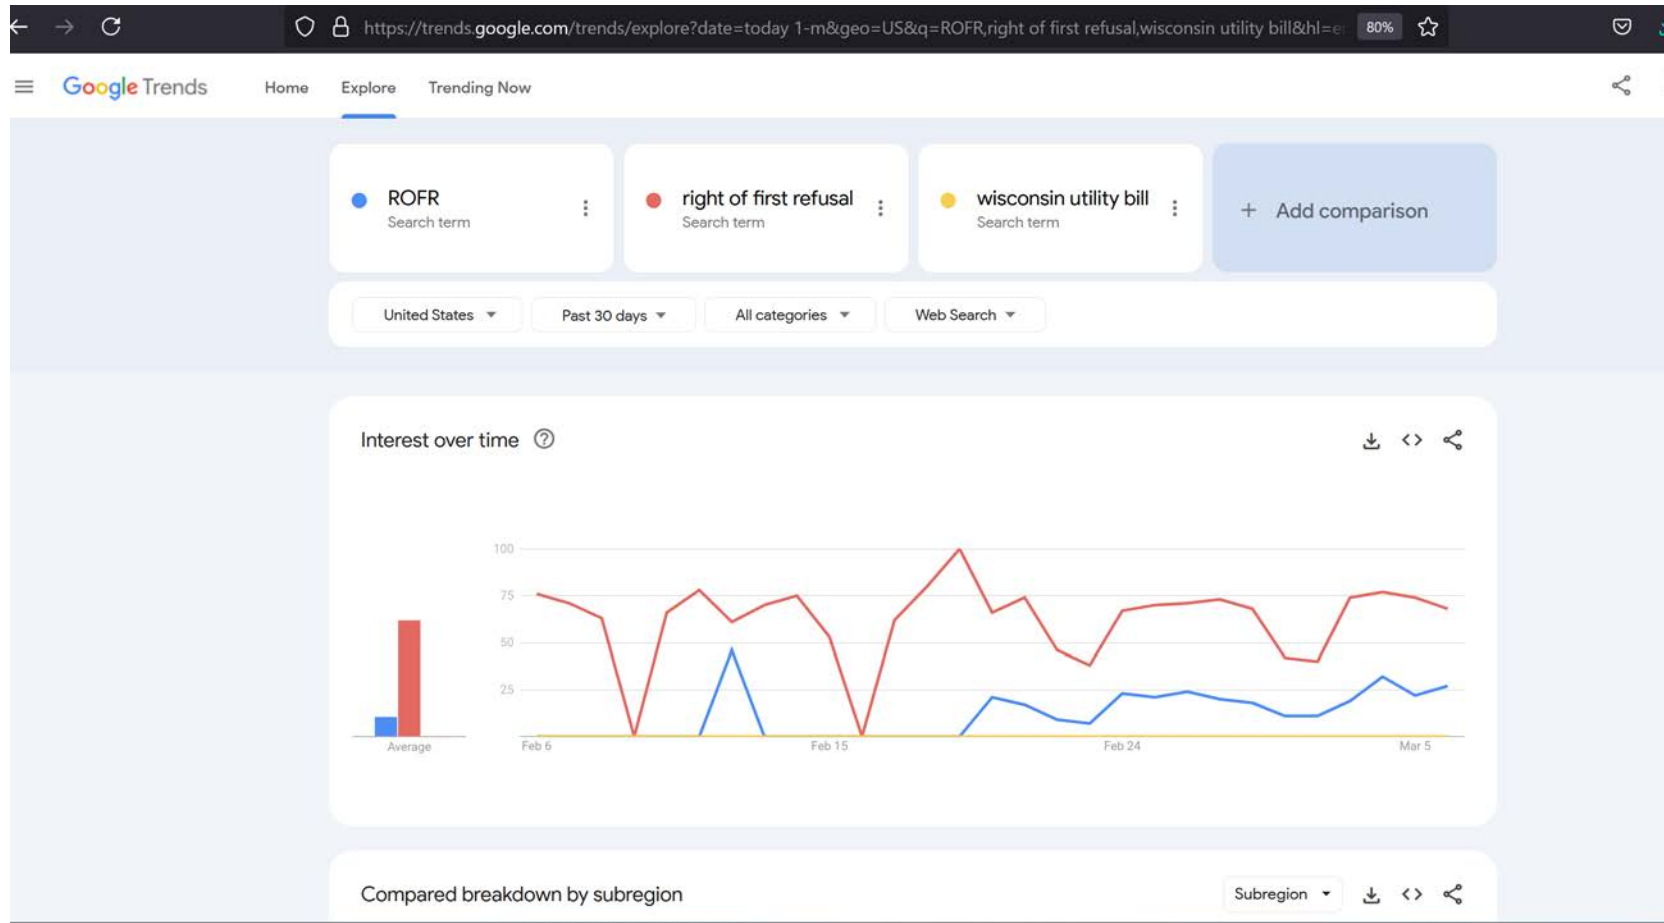 https://trends.google.com/trends/explore?date=today 1-m&geo=US&q=ROFR,right of first refusal,wisconsin utility bill&hl=e
80%
Google Trends
Home
Explore
Trending Now
ROFR
Search term
right of first refusal
Search term
wisconsin utility bill
Search term
+ Add comparison
United States
Past 30 days
All categories
Web Search
Interest over time
100
75
50
25
Average
Feb 6
Feb 15
Feb 24
Mar 5
Compared breakdown by subregion
Subregion